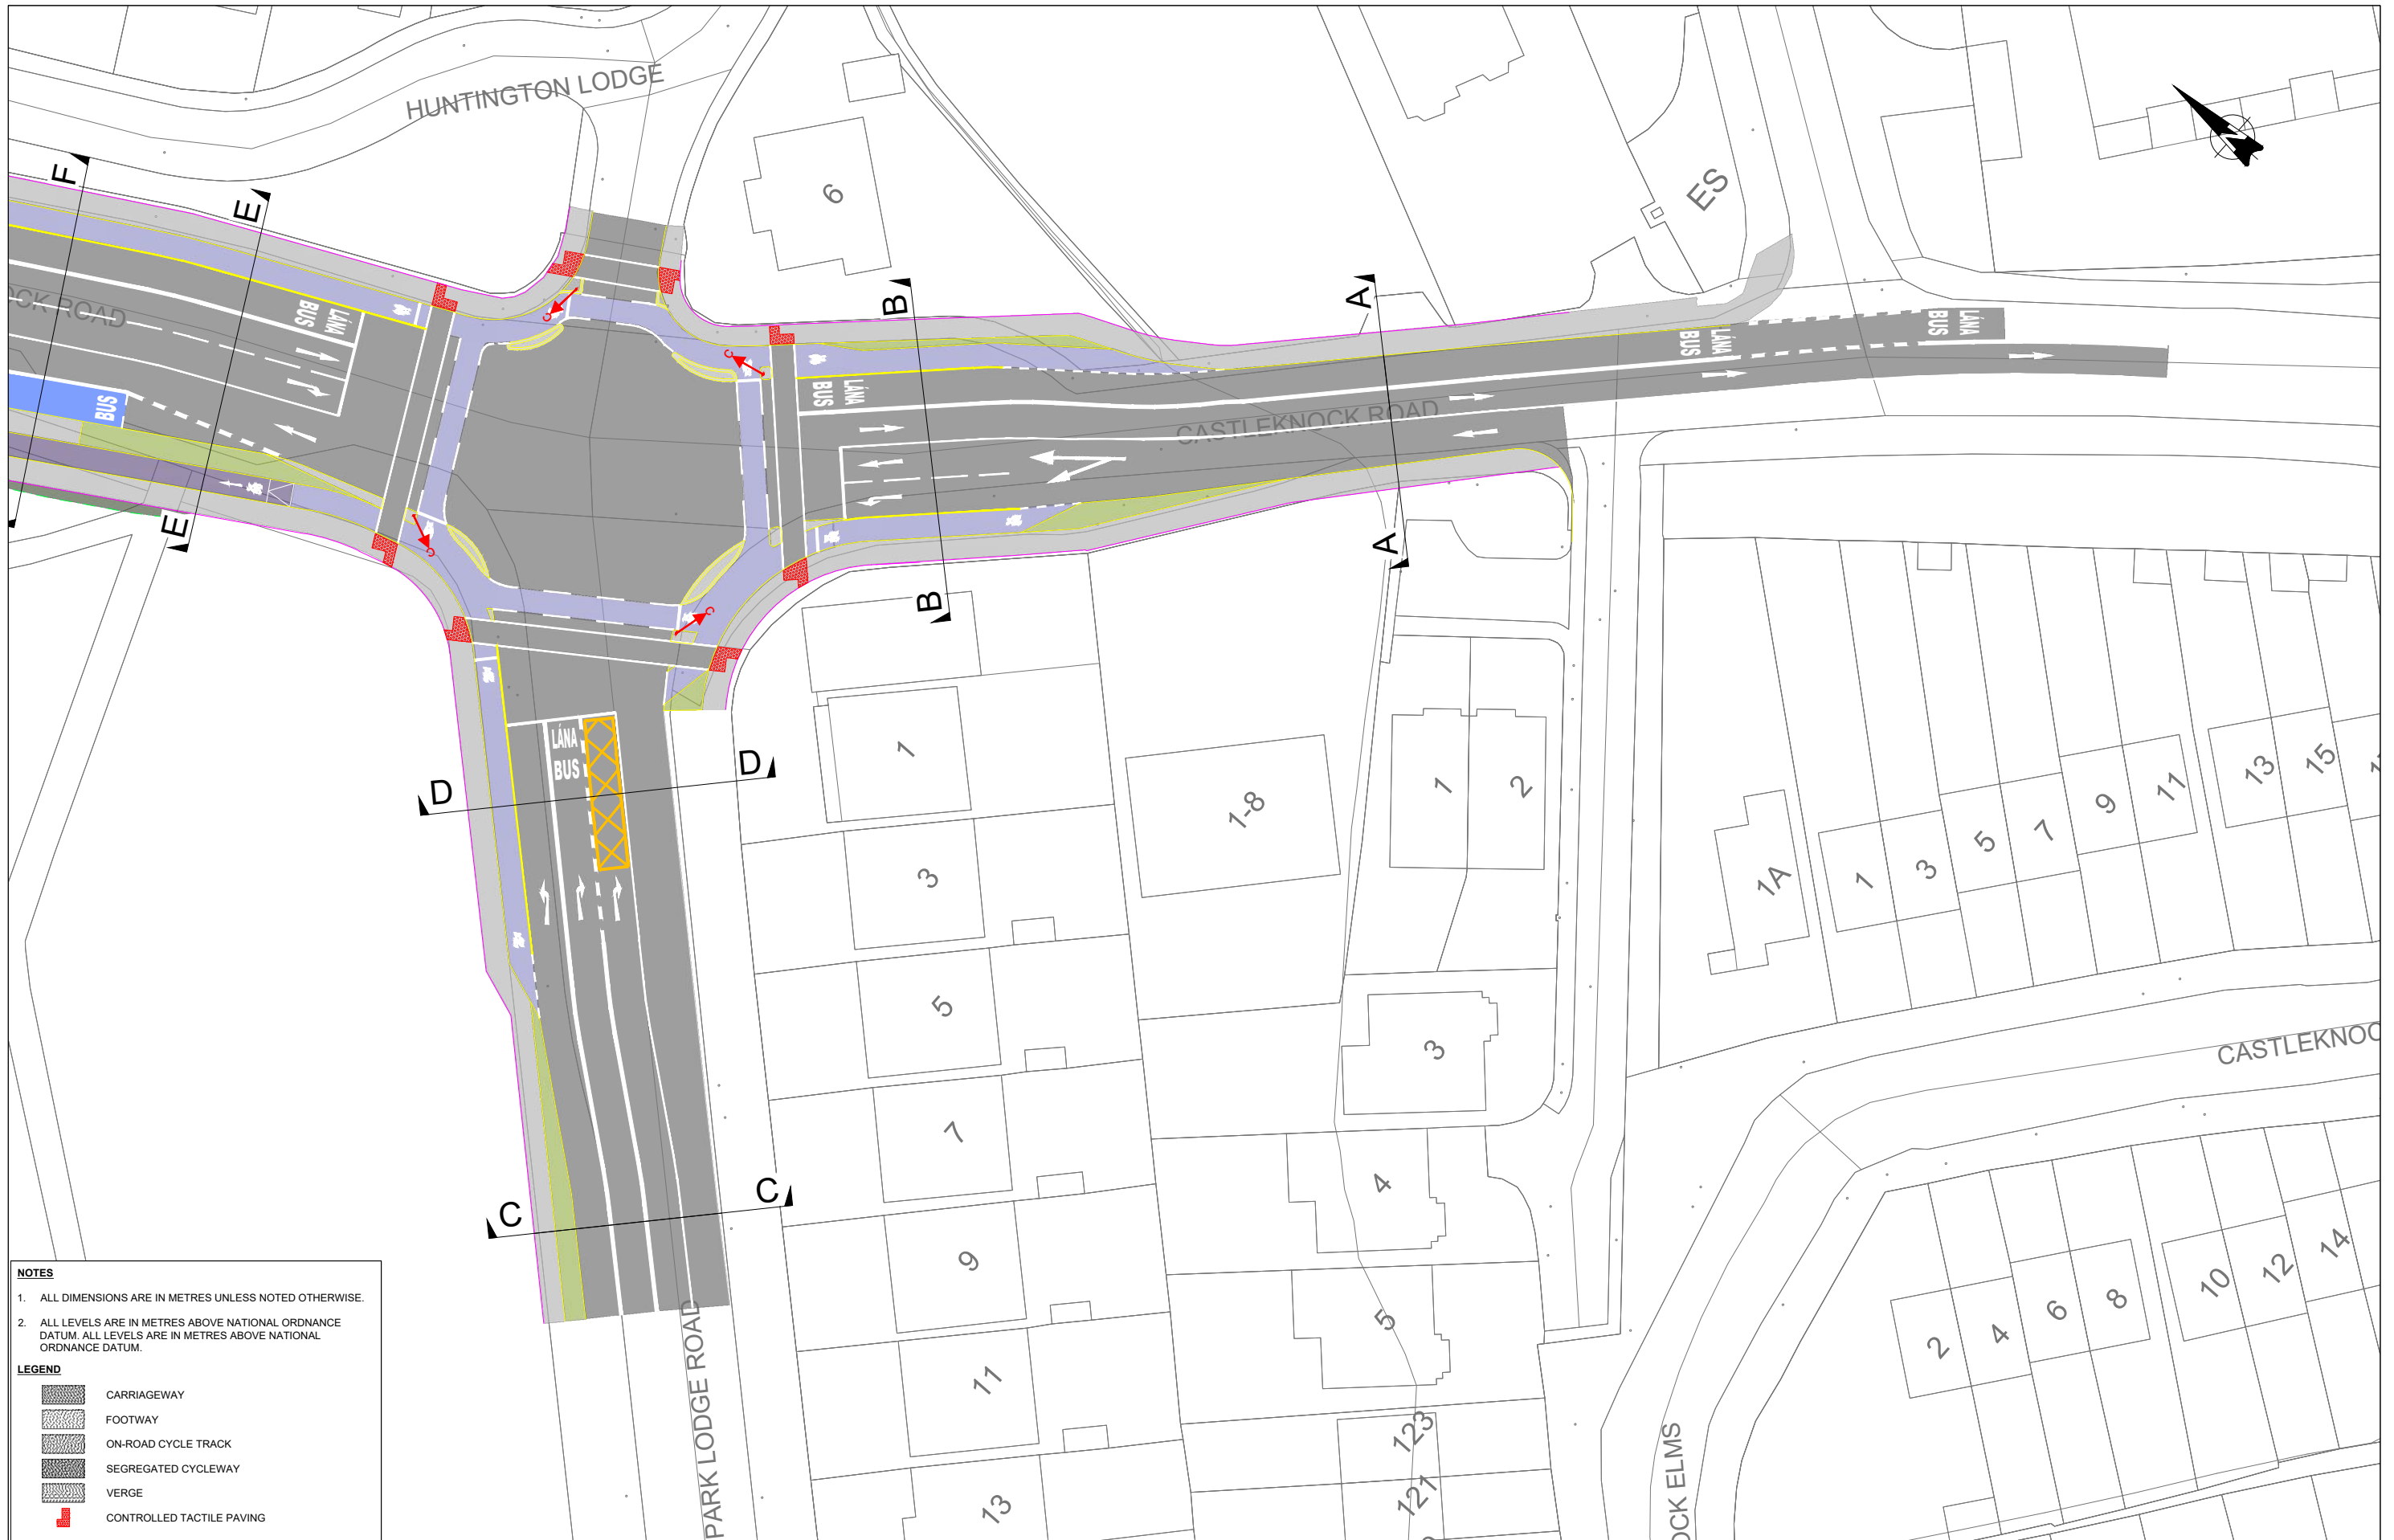 HUNTINGTON LODGE
F
E
6
B
A
ES
N
OCK ROAD
BUS
LÁNA
BUS
BUS
LÁNA
CASTLEKNOCK ROAD
BUS
LÁNA
BUS
LÁNA
E
B
A
LÁNA
BUS
D
D
1
3
5
7
9
11
13
1-8
1
2
3
4
5
123
121
1A
1
3
5
7
9
11
13
15
CASTLEKNOC
2
4
6
8
10
12
14
C
C
PARK LODGE ROAD
OCK ELMS
NOTES
1. ALL DIMENSIONS ARE IN METRES UNLESS NOTED OTHERWISE.
2. ALL LEVELS ARE IN METRES ABOVE NATIONAL ORDNANCE
DATUM. ALL LEVELS ARE IN METRES ABOVE NATIONAL
ORDNANCE DATUM.
LEGEND
CARRIAGEWAY
FOOTWAY
ON-ROAD CYCLE TRACK
SEGREGATED CYCLEWAY
VERGE
CONTROLLED TACTILE PAVING